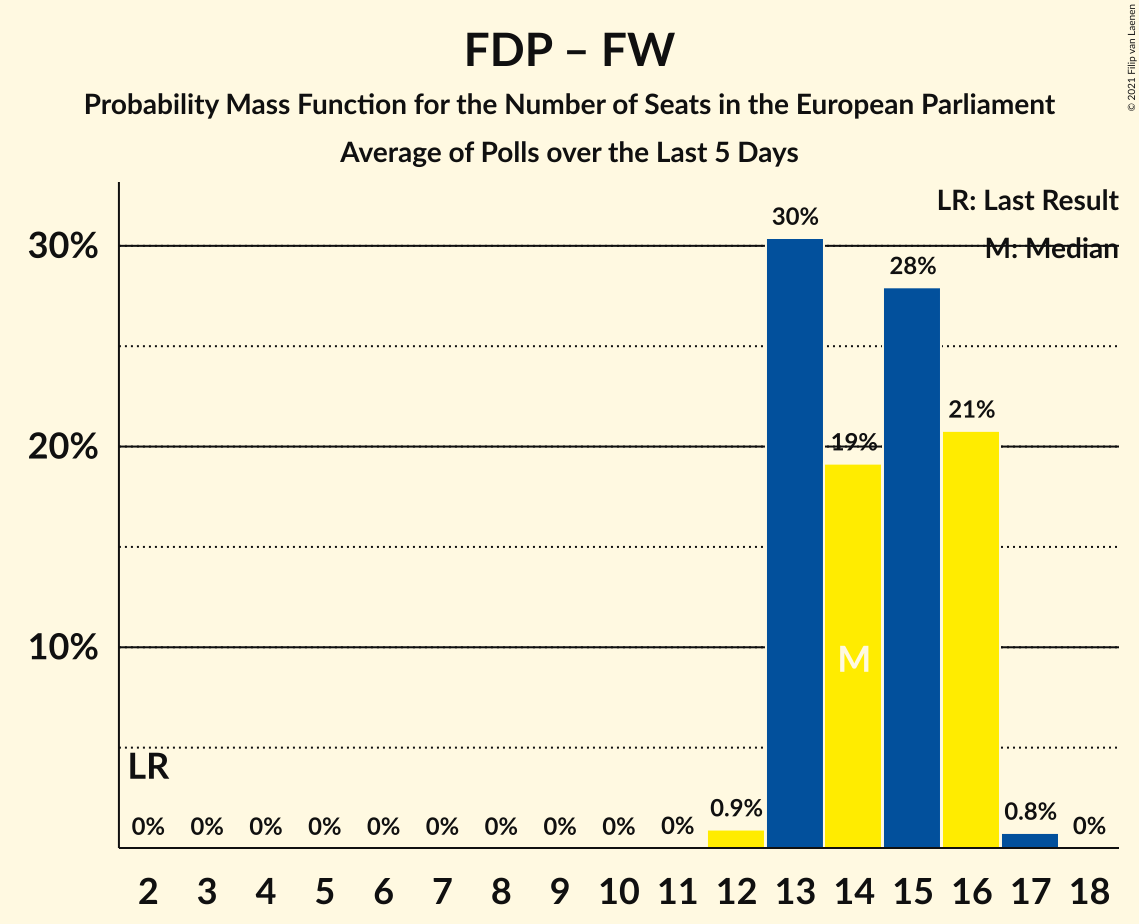 © 2021 Filip van Laenen
FDP – FW
Probability Mass Function for the Number of Seats in the European Parliament
Average of Polls over the Last 5 Days
LR: Last Result
M: Median
30%
20%
10%
30%
28%
21%
19%
M
LR
0% 0% 0% 0% 0% 0% 0% 0% 0% 0% 0.9% 0.8% 0%
2 3 4 5 6 7 8 9 10 11 12 13 14 15 16 17 18